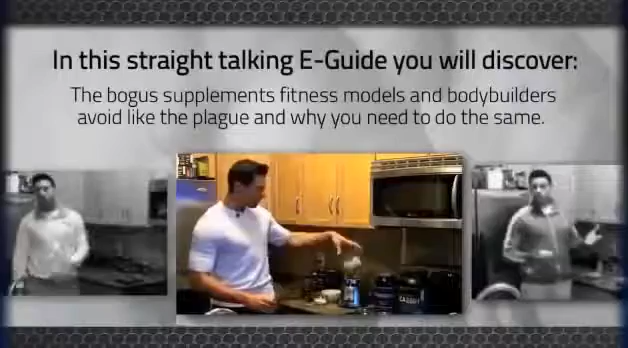 In this straight talking E-Guide you will discover:
The bogus supplements fitness models and bodybuilders
avoid like the plague and why you need to do the same.